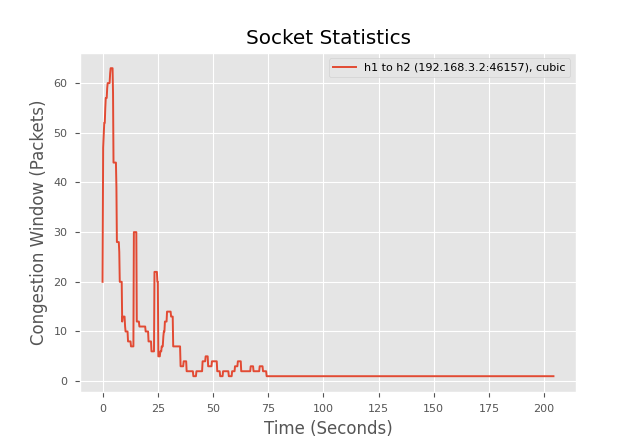 Socket Statistics
h1 to h2 (192.168.3.2:46157), cubic
Congestion Window (Packets)
60
50
40
30
20
10
0
0 25 50 75 100 125 150 175 200
Time (Seconds)